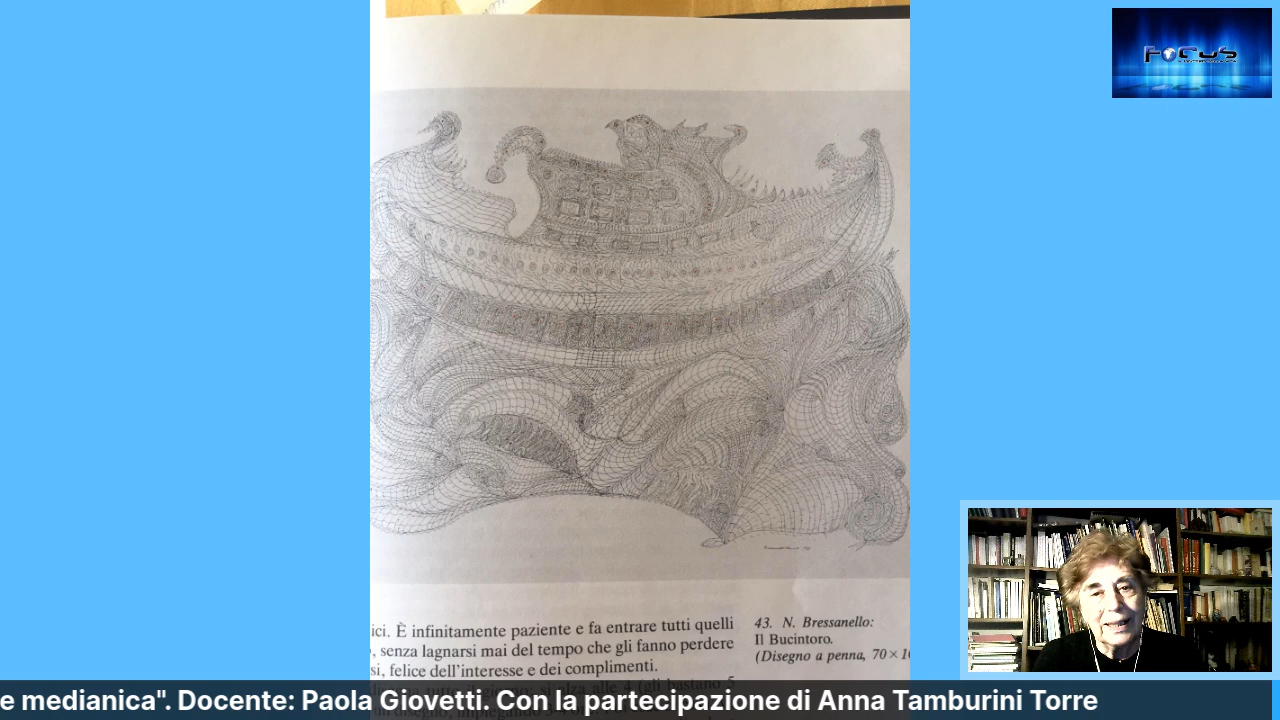 FOCUS
ici. È infinitamente paziente e fa entrare tutti quelli
, senza lagnarsi mai del tempo che gli fanno perdere
si, felice dell'interesse e dei complimenti.
43. N. Bressanello:
Il Bucintoro.
(Disegno a penna, 70×1
e medianica". Docente: Paola Giovetti. Con la partecipazione di Anna Tamburini Torre